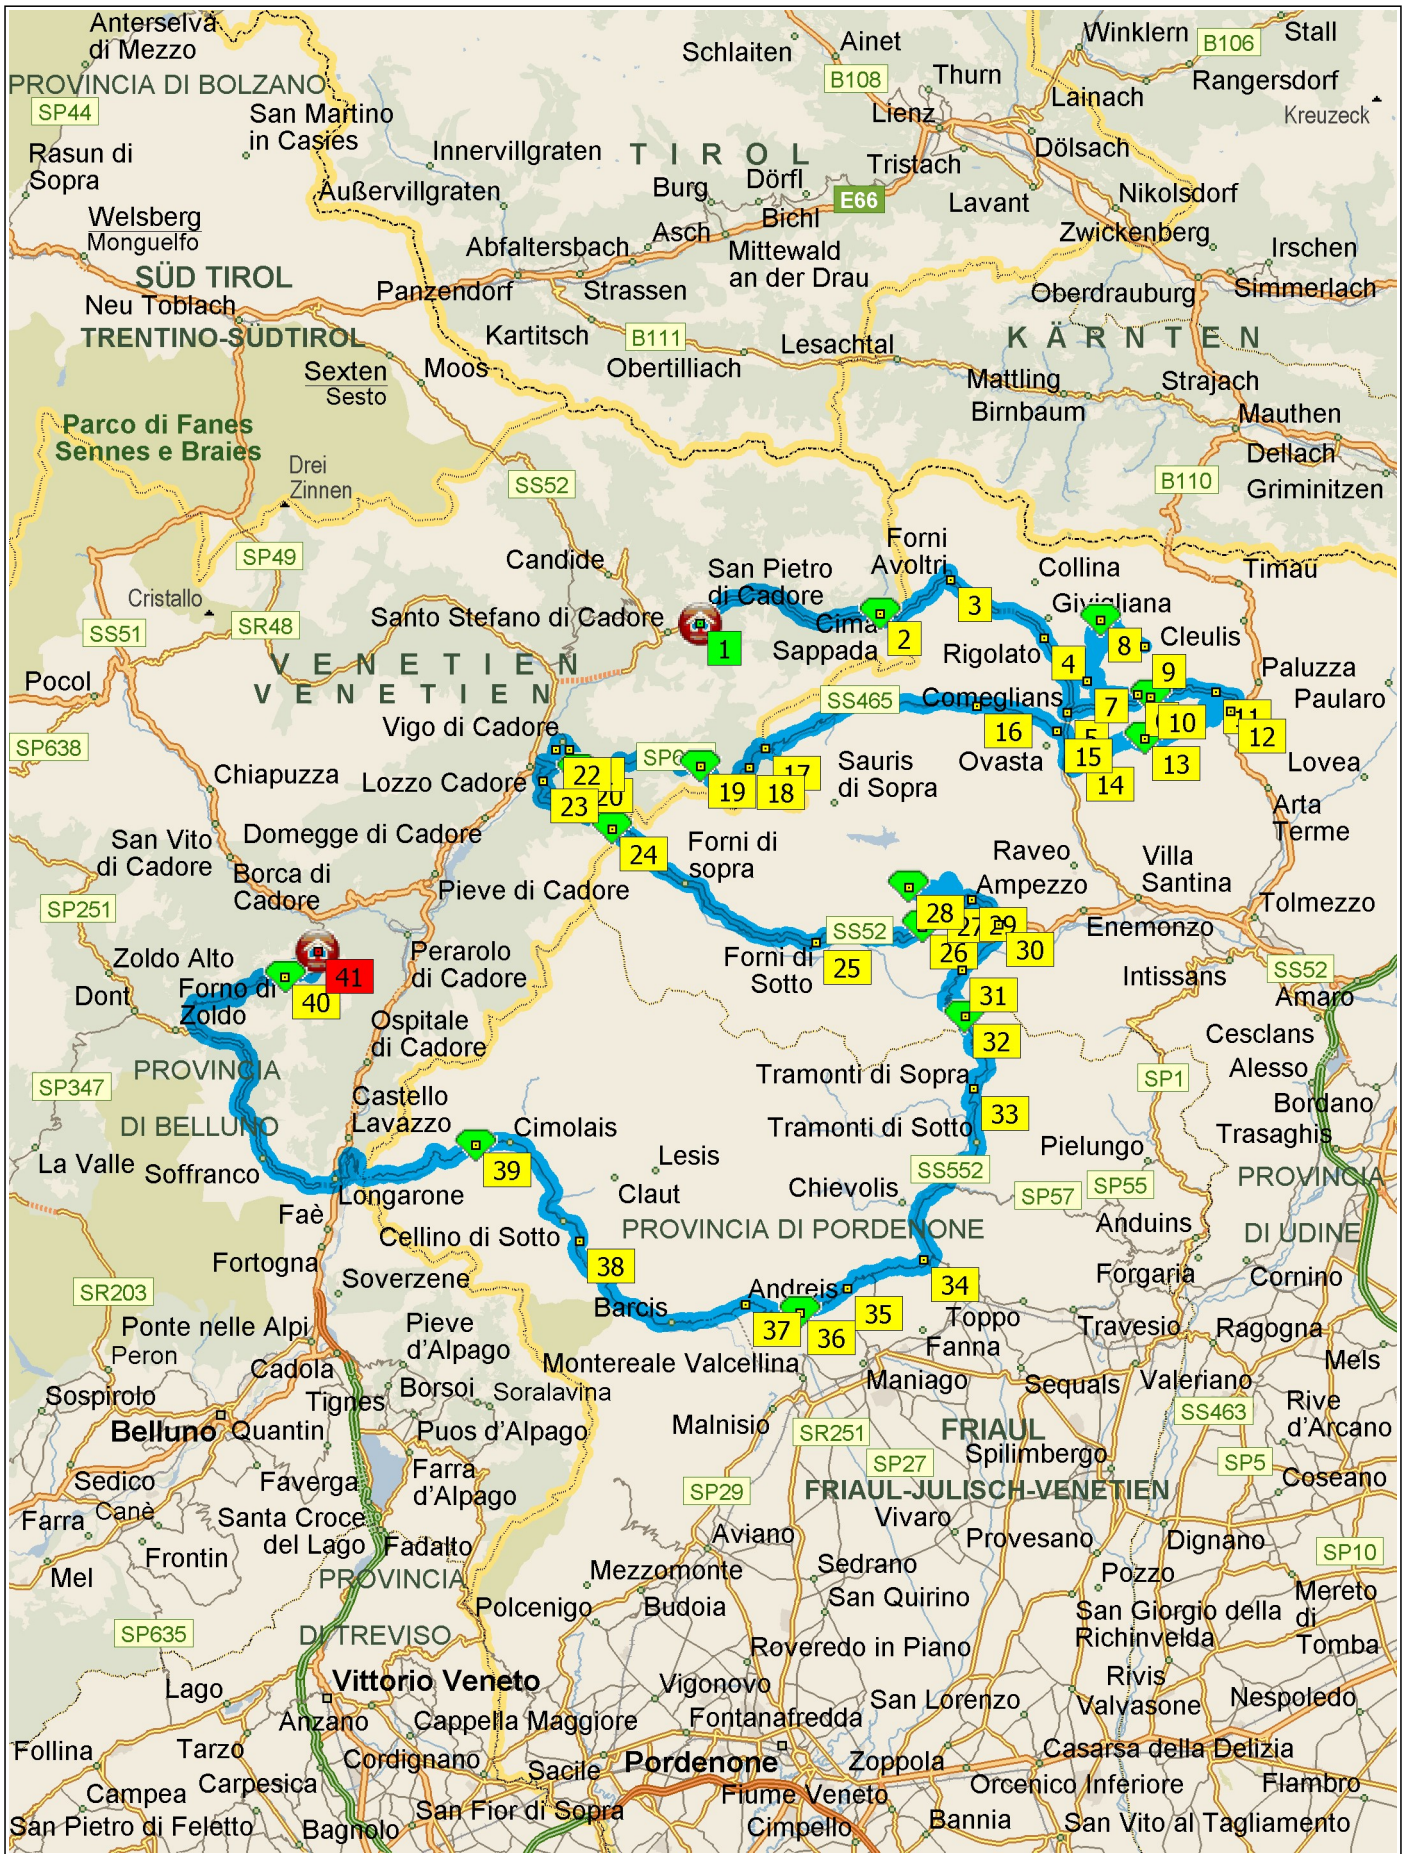 Anterselva
di Mezzo
PROVINCIA DI BOLZANO
SP44
San Martino
in Casies
Rasun di
Sopra
Schlaiten
Ainet
B108
Thurn
Winklern
B106
Stall
Rangersdorf
Lainach
Kreuzeck
Lienz
Dölsach
Tristach
Innervillgraten
TIROL
Außervillgraten
Burg
Dörfl
Bichl
E66
Lavant
Nikolsdorf
Welsberg
Monguelfo
Abfaltersbach
Asch
Mittewald
an der Drau
Zwickenberg
Irschen
SÜD TIROL
Neu Toblach
Panzendorf
Strassen
Oberdrauburg
Simmerlach
TRENTINO-SÜDTIROL
Kartitsch
B111
Obertilliach
Lesachtal
KÄRNTEN
Sexten
Sesto
Moos
Mattling
Birnbaum
Strajach
Mauthen
Parco di Fanes
Sennes e Braies
Drei
Zinnen
SS52
Dellach
B110
Griminitzen
SP49
Candide
Forni
Avoltri
San Pietro
di Cadore
Collina
Timau
Cristallo
SR48
SS51
Santo Stefano di Cadore
1
Cima
Sappada
2
3
Givigliana
8
Cleulis
VENETIEN
VENETIEN
Rigolato
4
9
Paluzza
Pocol
Paularo
SS465
Comeglians
7
10
11
Vigo di Cadore
16
5
12
SP638
Chiapuzza
Lozzo Cadore
22
19
17
18
Sauris
di Sopra
Ovasta
15
14
13
Lovea
23
20
Arta
Terme
San Vito
di Cadore
Domegge di Cadore
24
Forni di
sopra
Raveo
Villa
Santina
Borca di
Cadore
Pieve di Cadore
Ampezzo
SP251
28
27
29
Tolmezzo
Enemonzo
SS52
26
30
Zoldo Alto
41
Perarolo
di Cadore
Forni di
Sotto
25
Intissans
SS52
Dont
Forno di
Zoldo
40
31
Amaro
Ospitale
di Cadore
32
Cesclans
PROVINCIA
DI BELLUNO
SP347
Tramonti di Sopra
SP1
Alesso
Castello
Lavazzo
33
Bordano
Cimolais
Tramonti di Sotto
Pielungo
Trasaghis
La Valle
Soffranco
39
Lesis
SS552
PROVINCIA
DI UDINE
Longarone
Claut
Chievolis
SP57
SP55
Faè
PROVINCIA DI PORDENONE
Anduins
Cellino di Sotto
Fortogna
38
Forgaria
Cornino
SR203
Soverzene
Andreis
34
Barcis
35
Toppo
Ponte nelle Alpi
Peron
Pieve
d'Alpago
37
36
Fanna
Travesio
Ragogna
Cadola
Montereale Valcellina
Mels
Sospirolo
Tignes
Borsoi
Soralavina
Maniago
Sequals
Valeriano
Rive
d'Arcano
Belluno
Quantin
Puos d'Alpago
Malnisio
SR251
FRIAUL
SS463
Spilimbergo
SP5
Sedico
Faverga
Farra
d'Alpago
SP27
Coseano
Farra
Canè
Santa Croce
del Lago
SP29
FRIAUL-JULISCH-VENETIEN
Frontin
Fadalto
Aviano
Vivaro
Provesano
Dignano
SP10
Mel
PROVINCIA
DI TREVISO
Mezzomonte
Sedrano
Pozzo
Mereto
di
Tomba
SP635
Polcenigo
Budoia
San Quirino
San Giorgio della
Richinvelda
Roveredo in Piano
Lago
Vittorio Veneto
Vigonovo
San Lorenzo
Rivis
Valvasone
Nespoledo
Anzano
Cappella Maggiore
Fontanafredda
Follina
Tarzo
Cordignano
Sacile
Pordenone
Zoppola
Casarsa della Delizia
Campea
Carpesica
Fiume Veneto
Orcenico Inferiore
Flambro
San Pietro di Feletto
Bagnolo
San Fior di Sopra
Cimpello
Bannia
San Vito al Tagliamento